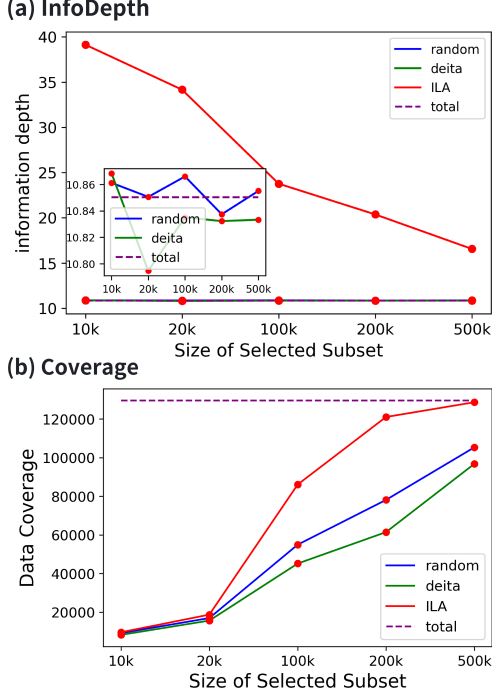 (a) InfoDepth
information depth
40
35
30
25
20
15
10
random
deita
ILA
total
10.86
10.84
10.82
10.80
random
deita
total
10k 20k 100k 200k 500k
10k 20k 100k 200k 500k
Size of Selected Subset
(b) Coverage
Data Coverage
120000
100000
80000
60000
40000
20000
random
deita
ILA
total
10k 20k 100k 200k 500k
Size of Selected Subset